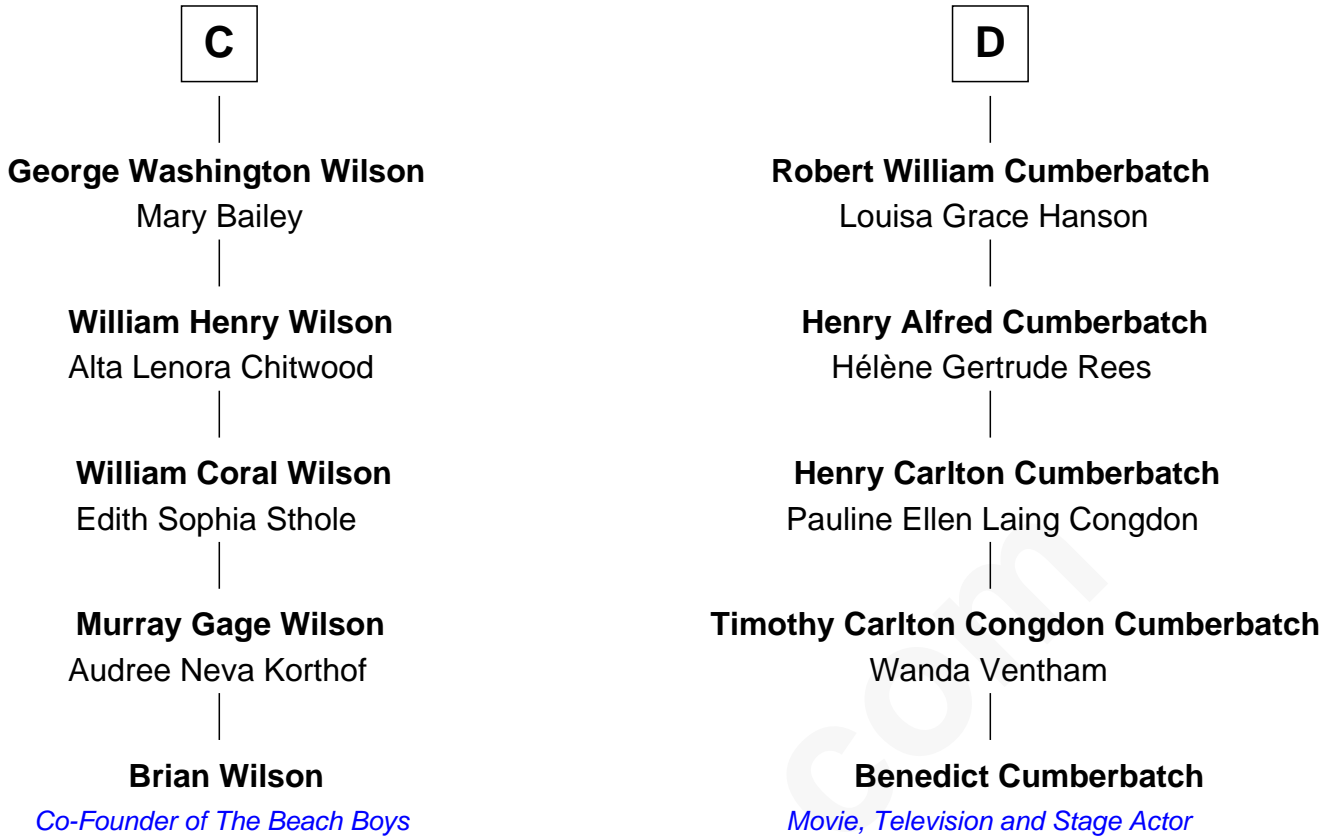 C
George Washington Wilson
Mary Bailey
William Henry Wilson
Alta Lenora Chitwood
William Coral Wilson
Edith Sophia Sthole
Murray Gage Wilson
Audree Neva Korthof
Brian Wilson
Co-Founder of The Beach Boys
D
Robert William Cumberbatch
Louisa Grace Hanson
Henry Alfred Cumberbatch
Hélène Gertrude Rees
Henry Carlton Cumberbatch
Pauline Ellen Laing Congdon
Timothy Carlton Congdon Cumberbatch
Wanda Ventham
Benedict Cumberbatch
Movie, Television and Stage Actor
com